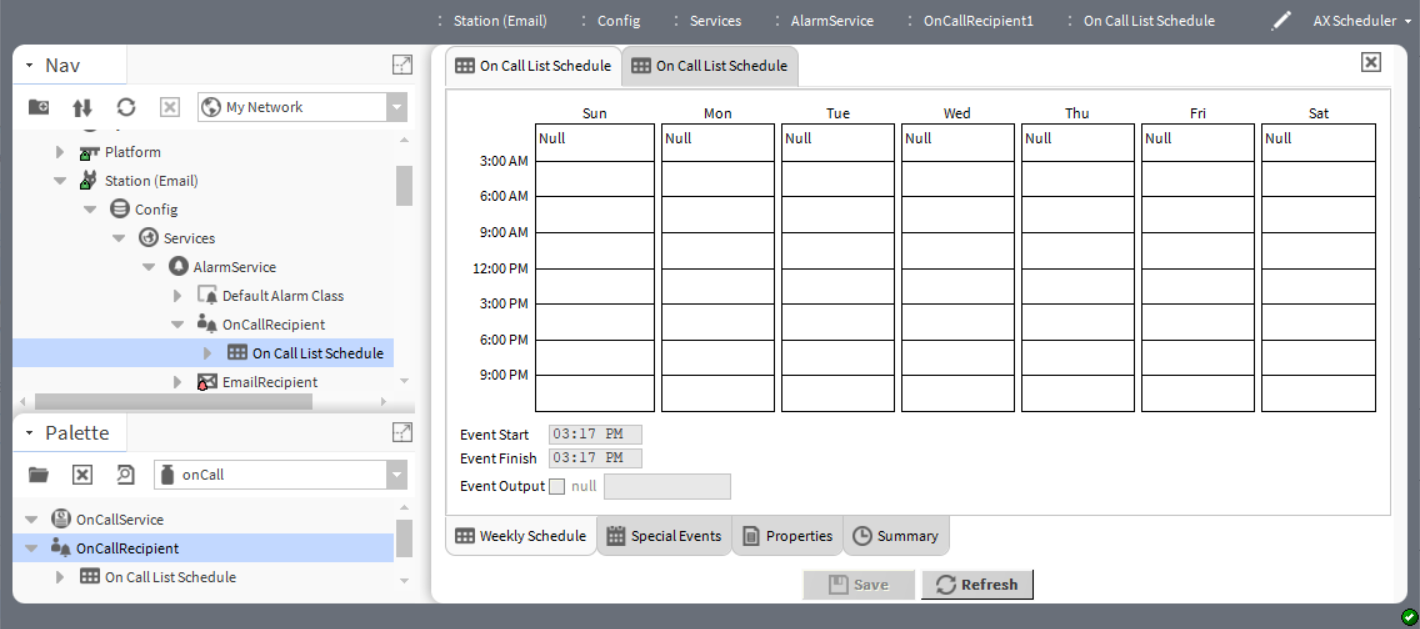 : Station (Email) : Config : Services : AlarmService : OnCallRecipient1 : On Call List Schedule AX Scheduler
Nav
My Network
Platform
Station (Email)
Config
Services
AlarmService
Default Alarm Class
OnCallRecipient
On Call List Schedule
EmailRecipient
Palette
onCall
OnCallService
OnCallRecipient
On Call List Schedule
On Call List Schedule On Call List Schedule
Sun Mon Tue Wed Thu Fri Sat
Null Null Null Null Null Null Null
3:00 AM
6:00 AM
9:00 AM
12:00 PM
3:00 PM
6:00 PM
9:00 PM
Event Start 03:17 PM
Event Finish 03:17 PM
Event Output null
Weekly Schedule Special Events Properties Summary
Save Refresh